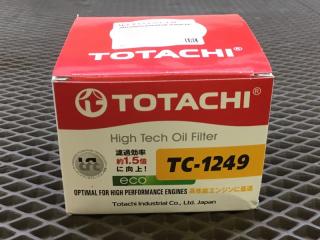 TOTACHI
TOTACHI
High Tech Oil Filter
濾過効率
約1.5倍
に向上!
TC-1249
eco
OPTIMAL FOR HIGH PERFORMANCE ENGINES 高性能エンジンに最適
Totachi Industrial Co., Ltd. Japan